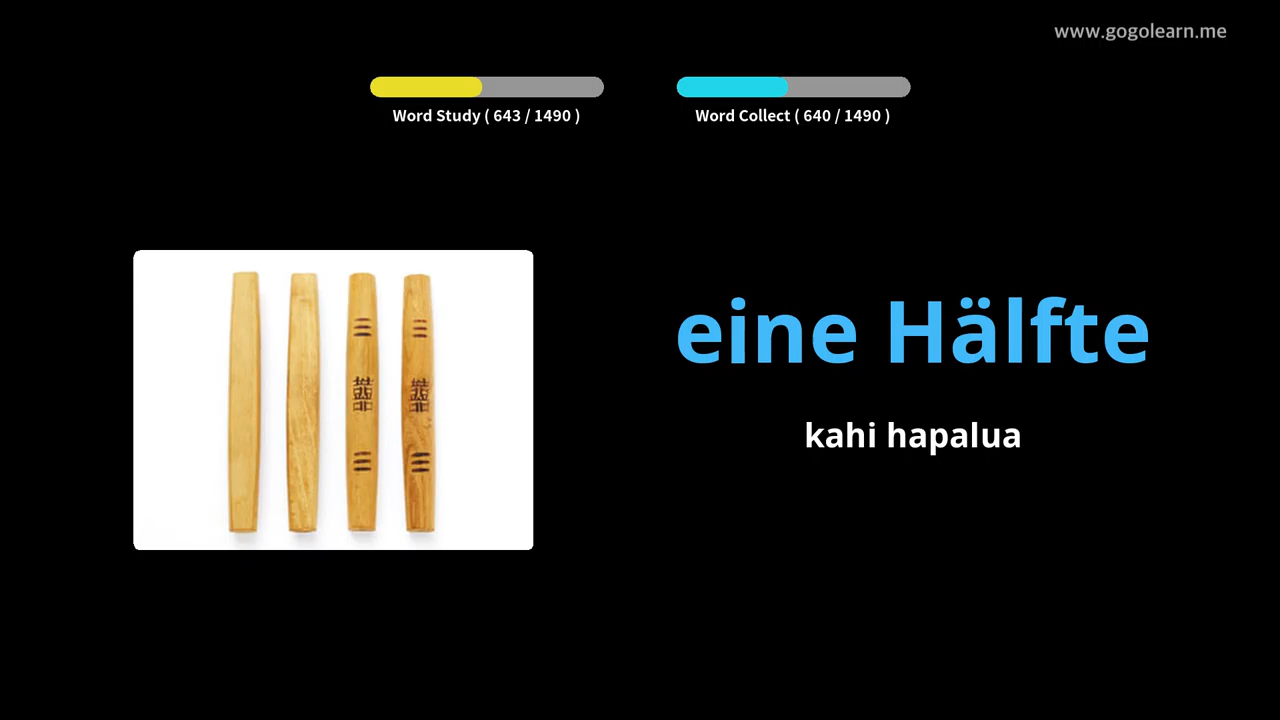 www.gogolearn.me
Word Study ( 643 / 1490 )
Word Collect ( 640 / 1490 )
eine Hälfte
kahi hapalua